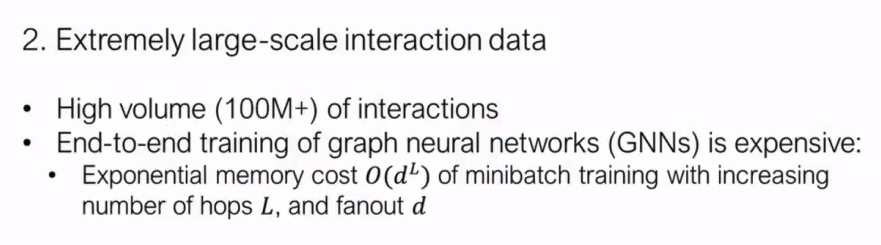 2. Extremely large-scale interaction data
• High volume (100M+) of interactions
• End-to-end training of graph neural networks (GNNs) is expensive:
• Exponential memory cost O(dᴸ) of minibatch training with increasing
number of hops L, and fanout d